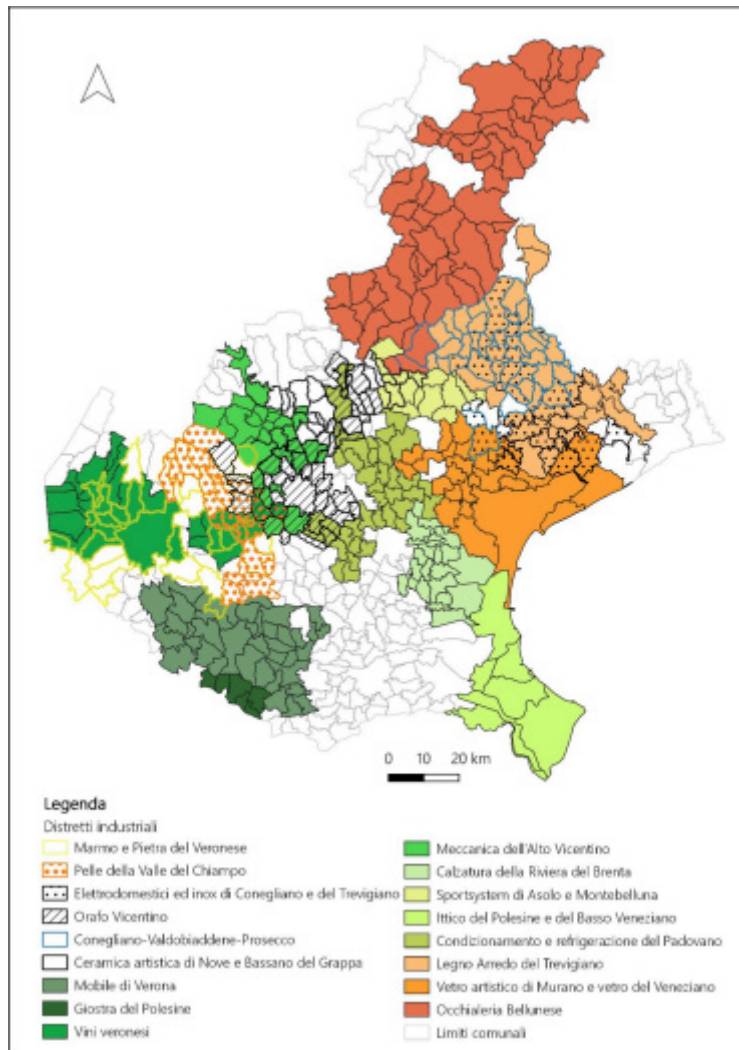 0 10 20 km
Legenda
Distretti industriali
Marmo e Pietra del Veronese
Pelle della Valle del Chiampo
Elettrodomestici ed inox di Conegliano e del Trevigiano
Orafo Vicentino
Conegliano-Valdobiaddene-Prosecco
Ceramica artistica di Nove e Bassano del Grappa
Mobile di Verona
Giostra del Polesine
Vini veronesi
Meccanica dell'Alto Vicentino
Calzatura della Riviera del Brenta
Sportsystem di Asolo e Montebelluna
Ittico del Polesine e del Basso Veneziano
Condizionamento e refrigerazione del Padovano
Legno Arredo del Trevigiano
Vetro artistico di Murano e vetro del Veneziano
Occhialeria Bellunese
Limiti comunali